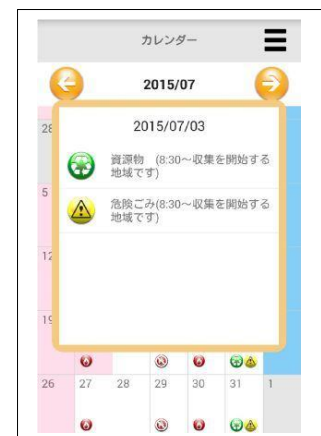 カレンダー
2015/07
2015/07/03
28
資源物 (8:30～収集を開始する
地域です)
5
危険ごみ(8:30～収集を開始する
地域です)
12
19
26 27 28 29 30 31 1